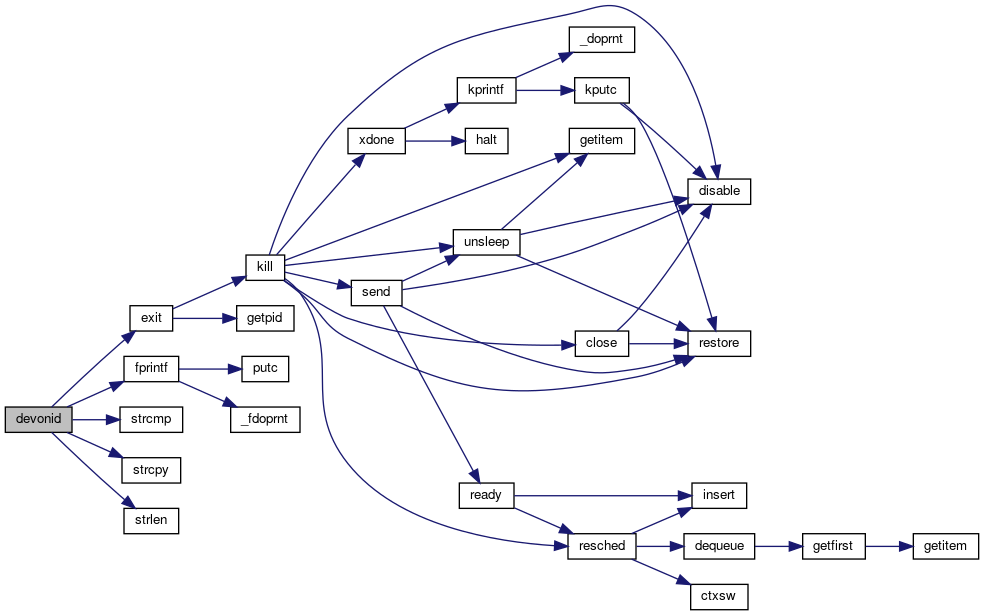 _doprnt
kprintf
kputc
xdone
halt
getitem
disable
unsleep
kill
send
exit
getpid
close
restore
fprintf
putc
devonid
strcmp
_fdoprnt
strcpy
ready
insert
strlen
resched
dequeue
getfirst
getitem
ctxsw